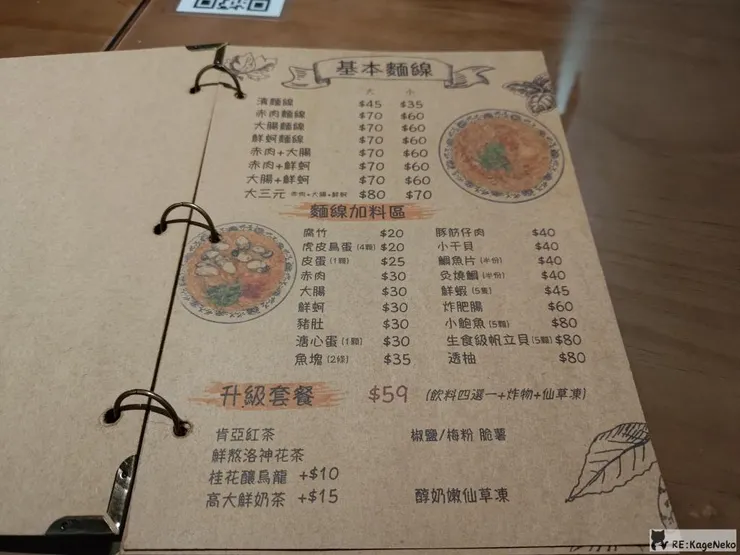 基本麵線
大 小
清麵線 $45 $35
赤肉麵線 $70 $60
大腸麵線 $70 $60
鮮蚵麵線 $70 $60
赤肉+大腸 $70 $60
赤肉+鮮蚵 $70 $60
大腸+鮮蚵 $70 $60
大三元 赤肉+大腸+鮮蚵 $80 $70
麵線加料區
腐竹 $20 豚肋仔肉 $40
虎皮鳥蛋 (4顆) $20 小干貝 $40
皮蛋 (1顆) $25 鯛魚片 (半份) $40
赤肉 $30 炙燒鯛 (半份) $40
大腸 $30 鮮蝦 (5隻) $45
鮮蚵 $30 炸肥腸 $60
豬肚 $30 小鮑魚 (5顆) $80
溏心蛋 (1顆) $30 生食級帆立貝 (5顆) $80
魚塊 (2條) $35 透抽 $80
升級套餐 $59 (飲料四選一+炸物+仙草凍)
肯亞紅茶 椒鹽/梅粉 脆薯
鮮熬洛神花茶
桂花釀烏龍 +$10
高大鮮奶茶 +$15 醇奶嫩仙草凍
RE:KageNeko